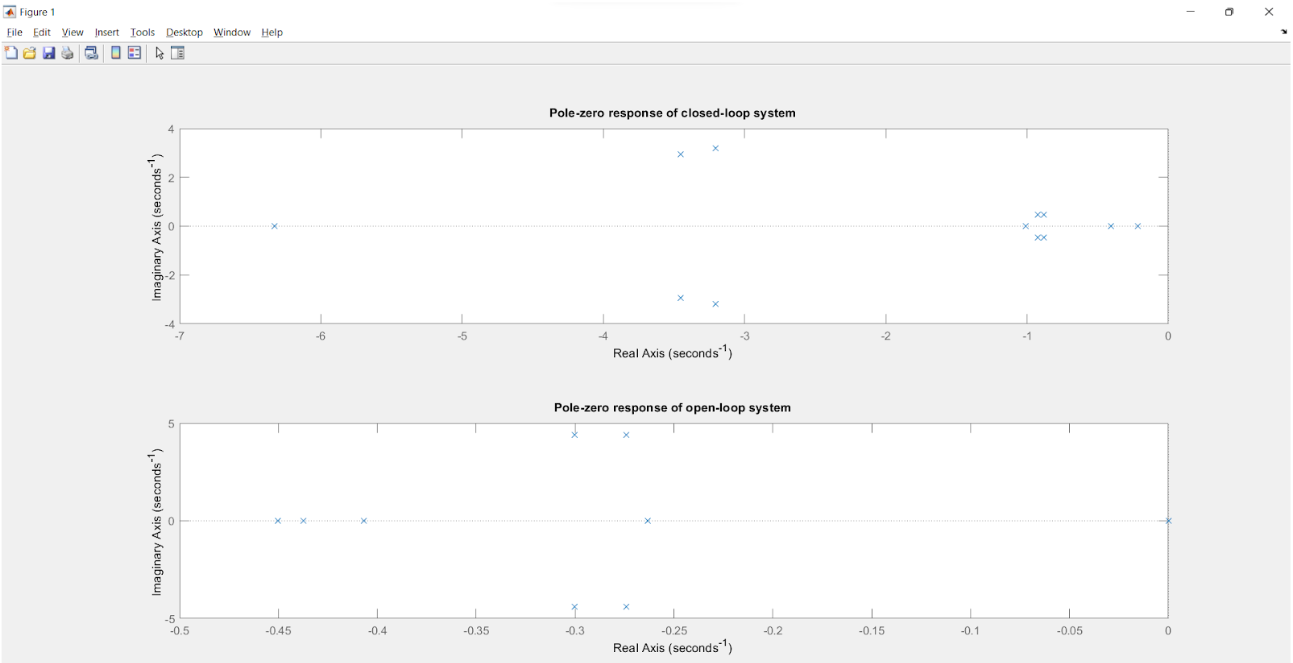 Figure 1
File Edit View Insert Tools Desktop Window Help
Pole-zero response of closed-loop system
Imaginary Axis (seconds⁻¹)
4
2
0
-2
-4
-7 -6 -5 -4 -3 -2 -1 0
Real Axis (seconds⁻¹)
Pole-zero response of open-loop system
Imaginary Axis (seconds⁻¹)
5
0
-5
-0.5 -0.45 -0.4 -0.35 -0.3 -0.25 -0.2 -0.15 -0.1 -0.05 0
Real Axis (seconds⁻¹)